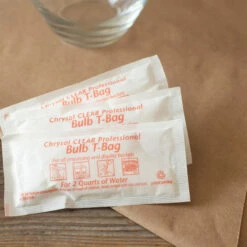 Chrysal CLEAR Professional
Bulb T-Bag
Chrysal CLEAR Professional
Bulb T-Bag
Chrysal CLEAR Professional
Bulb T-Bag
For 2 Quarts of Water